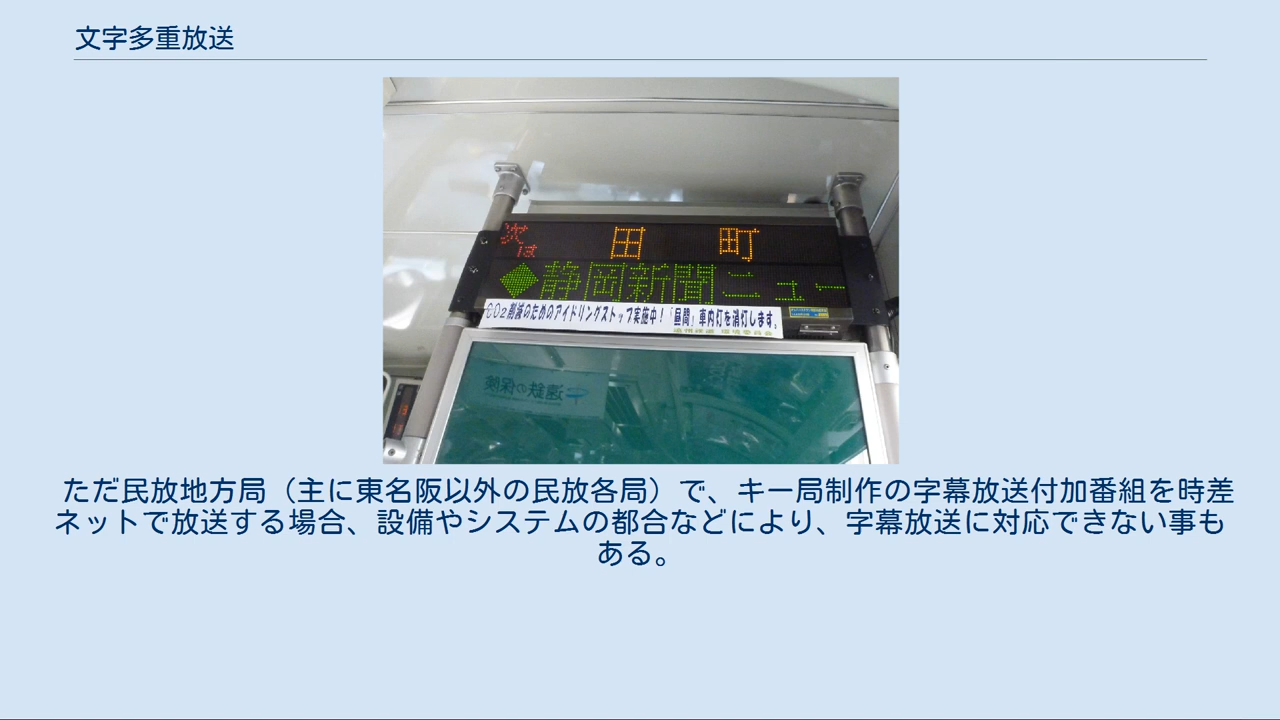 文字多重放送
次は 田町
◆静岡新聞ニュー
CO2削減のためのアイドリングストップ実施中！「昼間」車内灯を消灯します。
遠鉄の保険
ただ民放地方局（主に東名阪以外の民放各局）で、キー局制作の字幕放送付加番組を時差
ネットで放送する場合、設備やシステムの都合などにより、字幕放送に対応できない事も
ある。